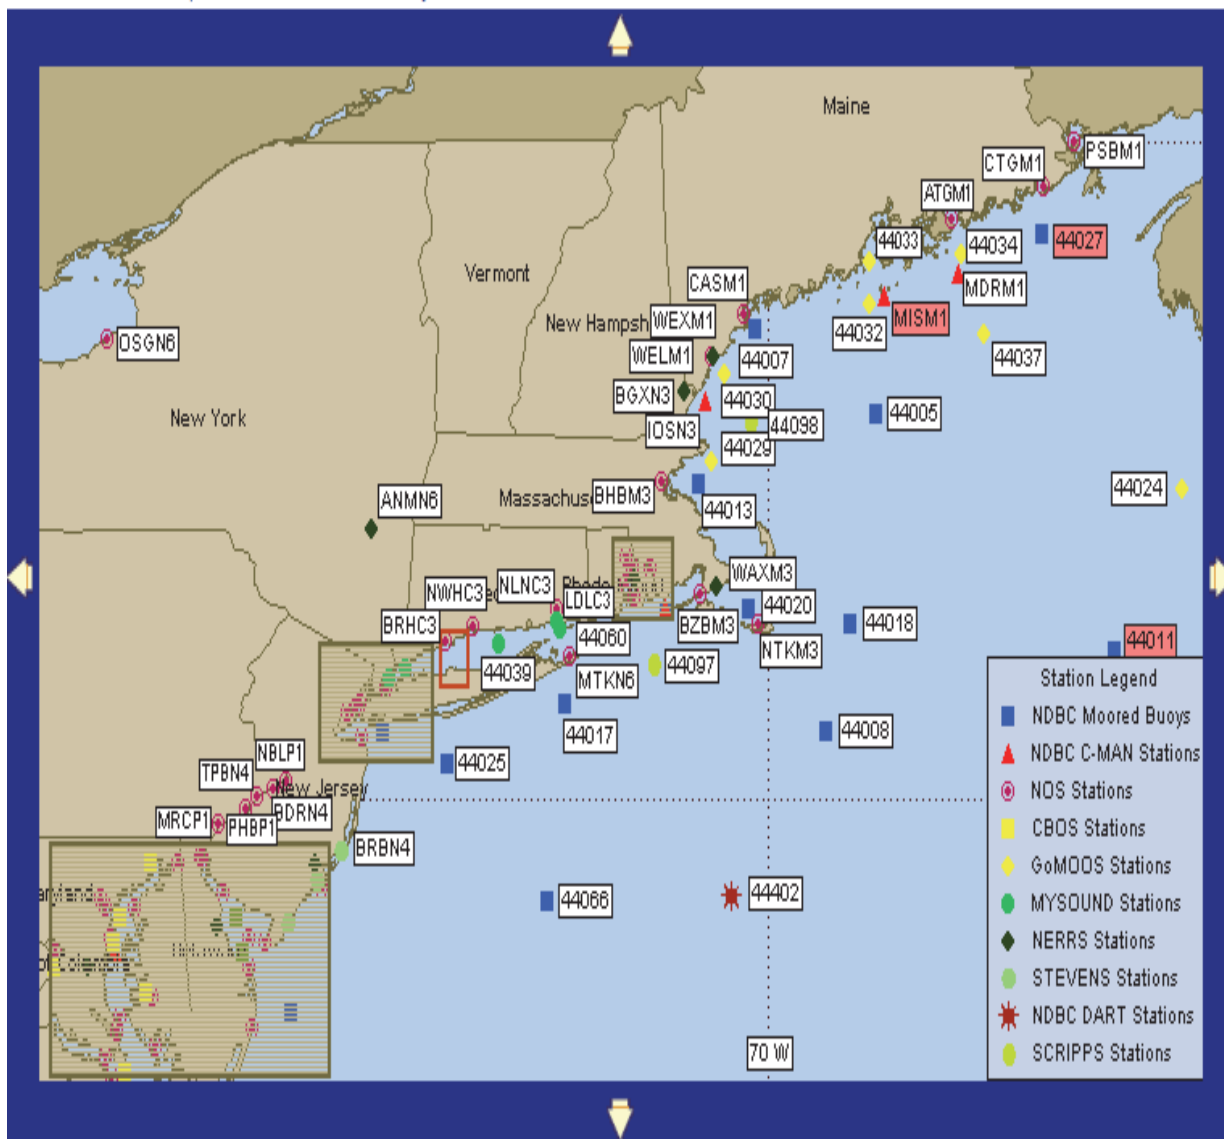 Maine
PSBM1
CTGM1
ATGM1
44033
44034
44027
Vermont
CASM1
MDRM1
New Hampsh
WEXM1
MISM1
44032
OSGN6
WELM1
44007
44037
BGXN3
44030
New York
IOSN3
44098
44005
44029
ANMN6
Massachus
BHBM3
44013
44024
NLNC3
WAXM3
NWHC3
LDLC3
44020
BRHC3
44060
BZBM3
NTKM3
44018
44011
44039
MTKN6
44097
44017
44008
NBLP1
44025
TPBN4
New Jersey
MRCP1
PHBP1
BDRN4
BRBN4
44066
44402
70 W
Station Legend
NDBC Moored Buoys
NDBC C-MAN Stations
NOS Stations
CBOS Stations
GoMOOS Stations
MYSOUND Stations
NERRS Stations
STEVENS Stations
NDBC DART Stations
SCRIPPS Stations